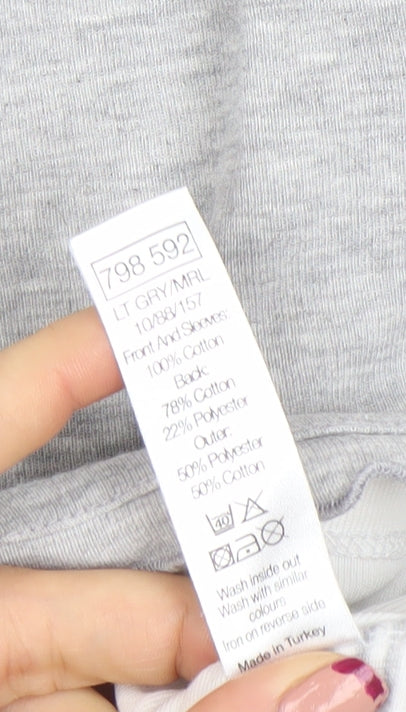 798 592
LT GRY/MRL
10/88/157
Front And Sleeves:
100% Cotton
Back:
78% Cotton
22% Polyester
Outer:
50% Polyester
50% Cotton
40
Wash inside out
Wash with similar
colours
Iron on reverse side
Made in Turkey